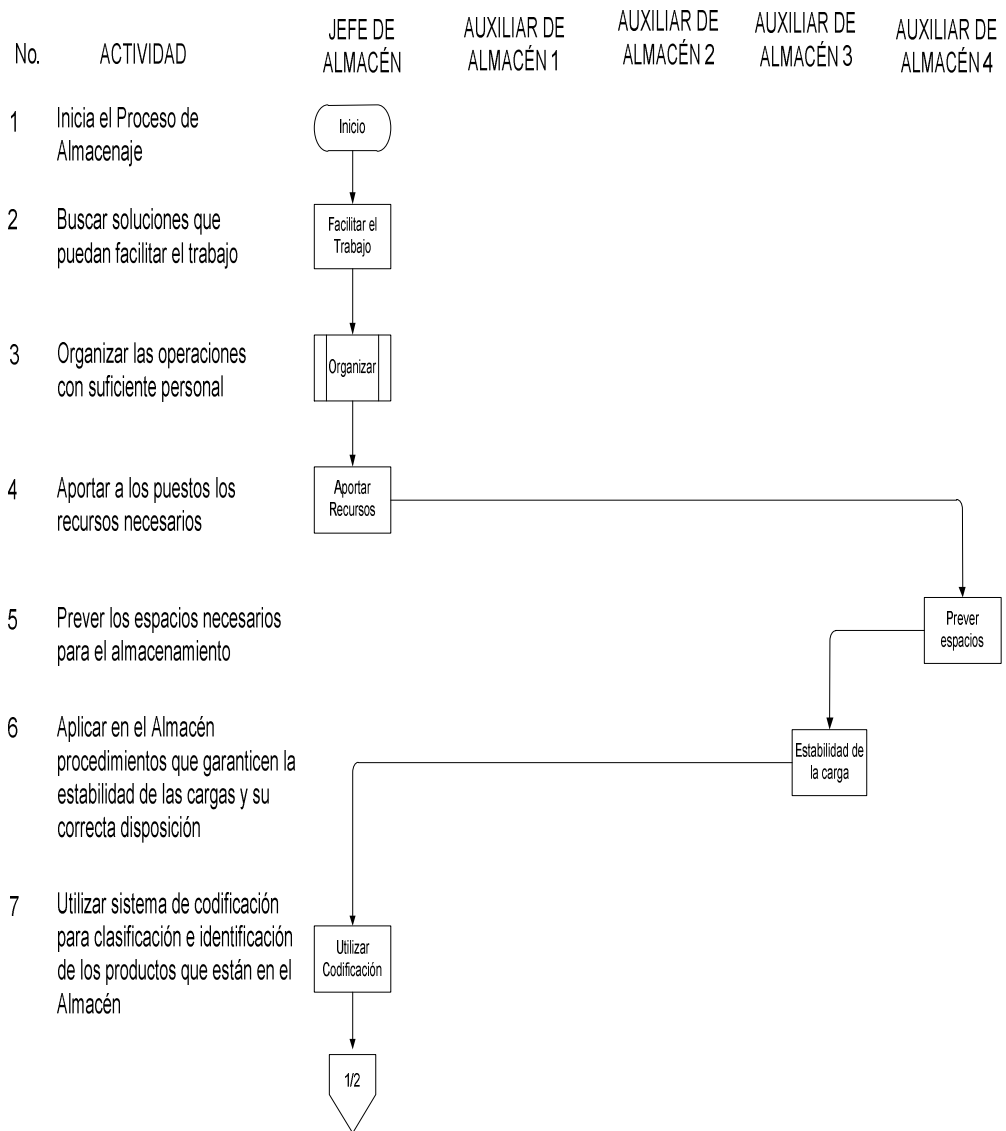 No.
ACTIVIDAD
JEFE DE
ALMACÉN
AUXILIAR DE
ALMACÉN 1
AUXILIAR DE
ALMACÉN 2
AUXILIAR DE
ALMACÉN 3
AUXILIAR DE
ALMACÉN 4
1
Inicia el Proceso de
Almacenaje
Inicio
2
Buscar soluciones que
puedan facilitar el trabajo
Facilitar el
Trabajo
3
Organizar las operaciones
con suficiente personal
Organizar
4
Aportar a los puestos los
recursos necesarios
Aportar
Recursos
5
Prever los espacios necesarios
para el almacenamiento
Prever
espacios
6
Aplicar en el Almacén
procedimientos que garanticen la
estabilidad de las cargas y su
correcta disposición
Estabilidad de
la carga
7
Utilizar sistema de codificación
para clasificación e identificación
de los productos que están en el
Almacén
Utilizar
Codificación
1/2